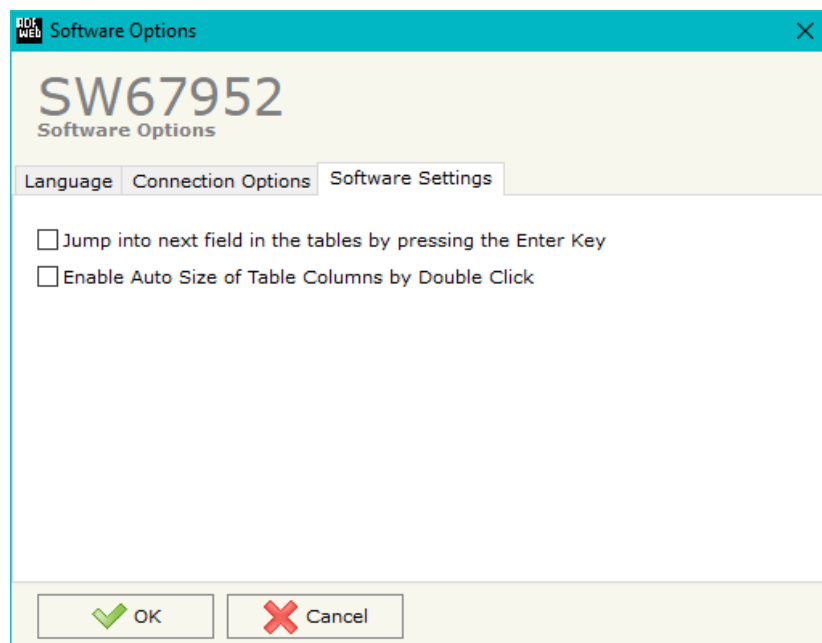 ADF
WEB
Software Options
SW67952
Software Options
Language
Connection Options
Software Settings
Jump into next field in the tables by pressing the Enter Key
Enable Auto Size of Table Columns by Double Click
OK
Cancel